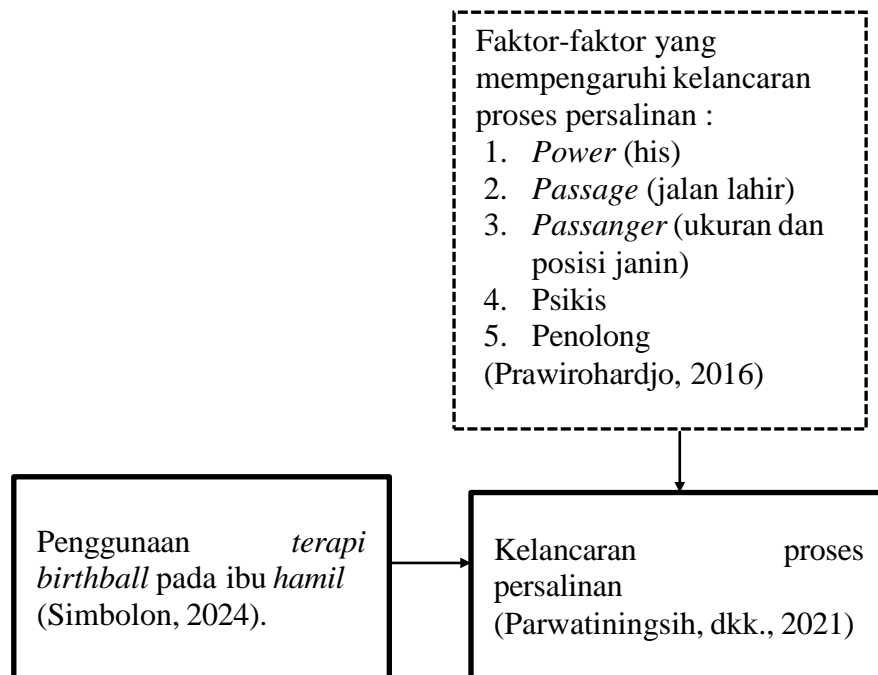 Faktor-faktor yang
mempengaruhi kelancaran
proses persalinan :
1. Power (his)
2. Passage (jalan lahir)
3. Passanger (ukuran dan
posisi janin)
4. Psikis
5. Penolong
(Prawirohardjo, 2016)
Penggunaan terapi
birthball pada ibu hamil
(Simbolon, 2024).
Kelancaran proses
persalinan
(Parwatiningsih, dkk., 2021)